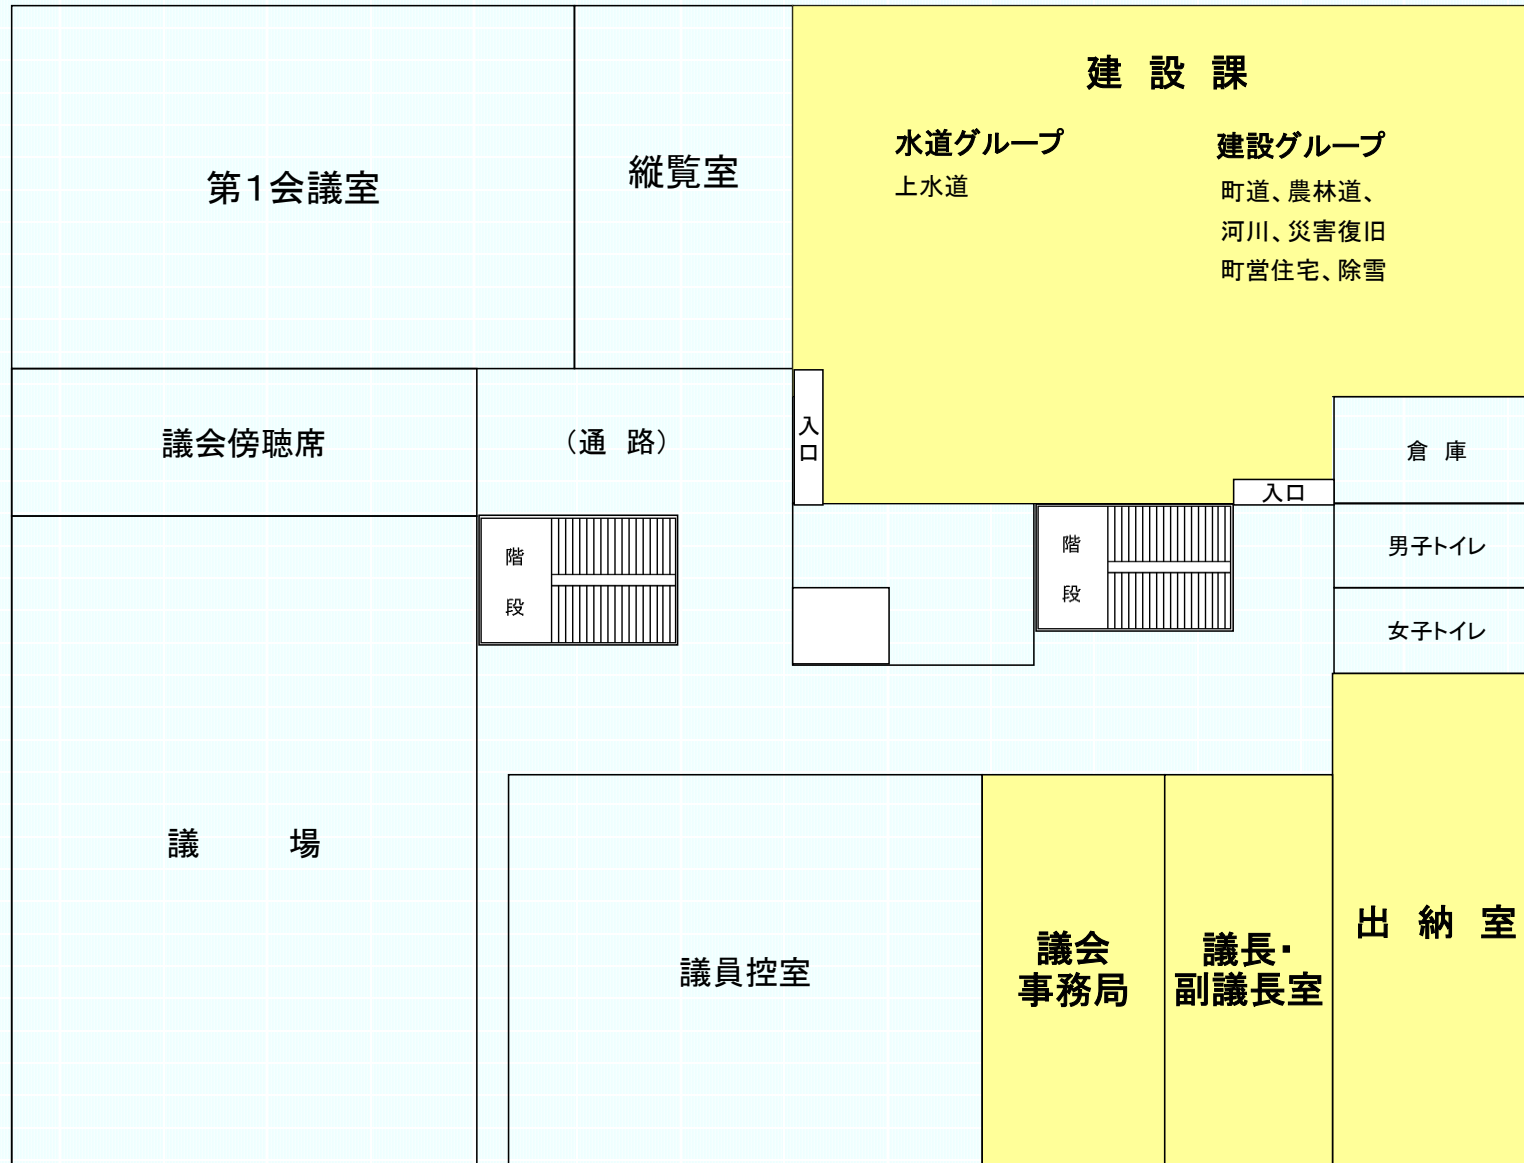 建　設　課
水道グループ
上水道
建設グループ
町道、農林道、
河川、災害復旧
町営住宅、除雪
第１会議室
縦覧室
議会傍聴席
（通　路）
入口
入口
倉　庫
男子トイレ
女子トイレ
階段
階段
議　　　場
議員控室
議会
事務局
議長・
副議長室
出　納　室